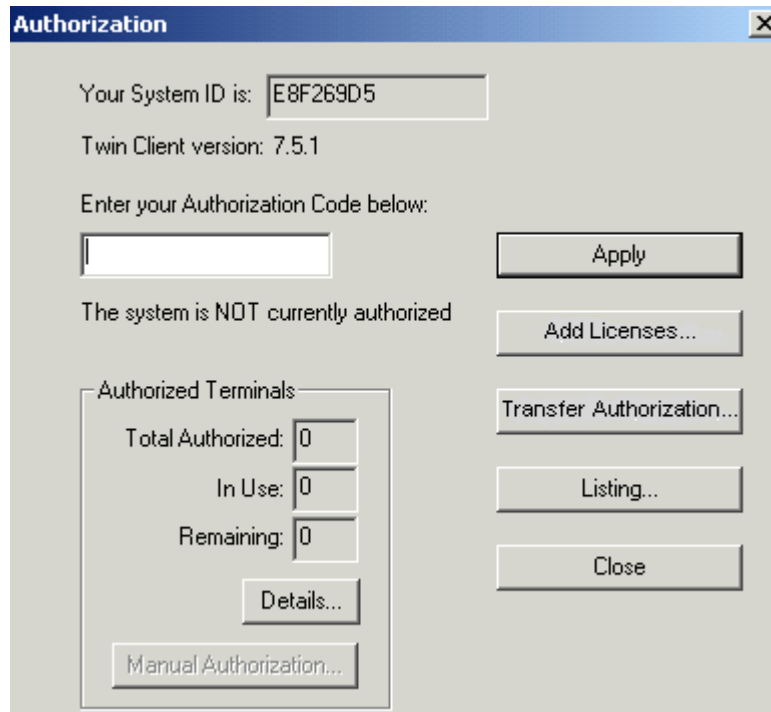 Authorization
Your System ID is: E8F269D5
Twin Client version: 7.5.1
Enter your Authorization Code below:
Apply
The system is NOT currently authorized
Add Licenses...
Authorized Terminals
Transfer Authorization...
Total Authorized: 0
In Use: 0
Listing...
Remaining: 0
Close
Details...
Manual Authorization...